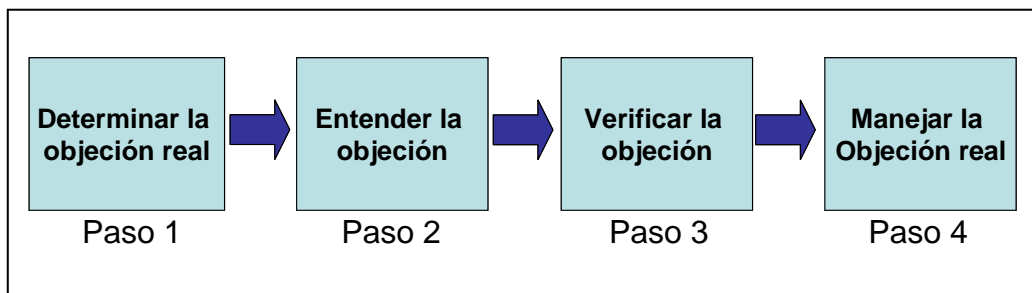 Determinar la
objeción real
Paso 1
Entender la
objeción
Paso 2
Verificar la
objeción
Paso 3
Manejar la
Objeción real
Paso 4